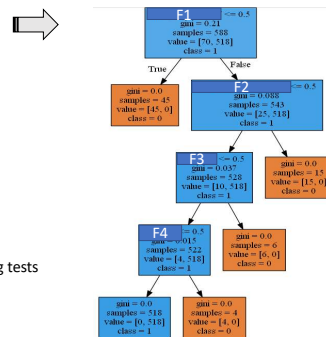 F1 <= 0.5
gini = 0.21
samples = 588
value = [70, 518]
class = 1
True
False
gini = 0.0
samples = 45
value = [45, 0]
class = 0
F2 <= 0.5
gini = 0.088
samples = 543
value = [25, 518]
class = 1
F3 <= 0.5
gini = 0.037
samples = 528
value = [10, 518]
class = 1
gini = 0.0
samples = 15
value = [15, 0]
class = 0
F4 <= 0.5
gini = 0.015
samples = 522
value = [4, 518]
class = 1
gini = 0.0
samples = 6
value = [6, 0]
class = 0
g tests
gini = 0.0
samples = 518
value = [0, 518]
class = 1
gini = 0.0
samples = 4
value = [4, 0]
class = 0